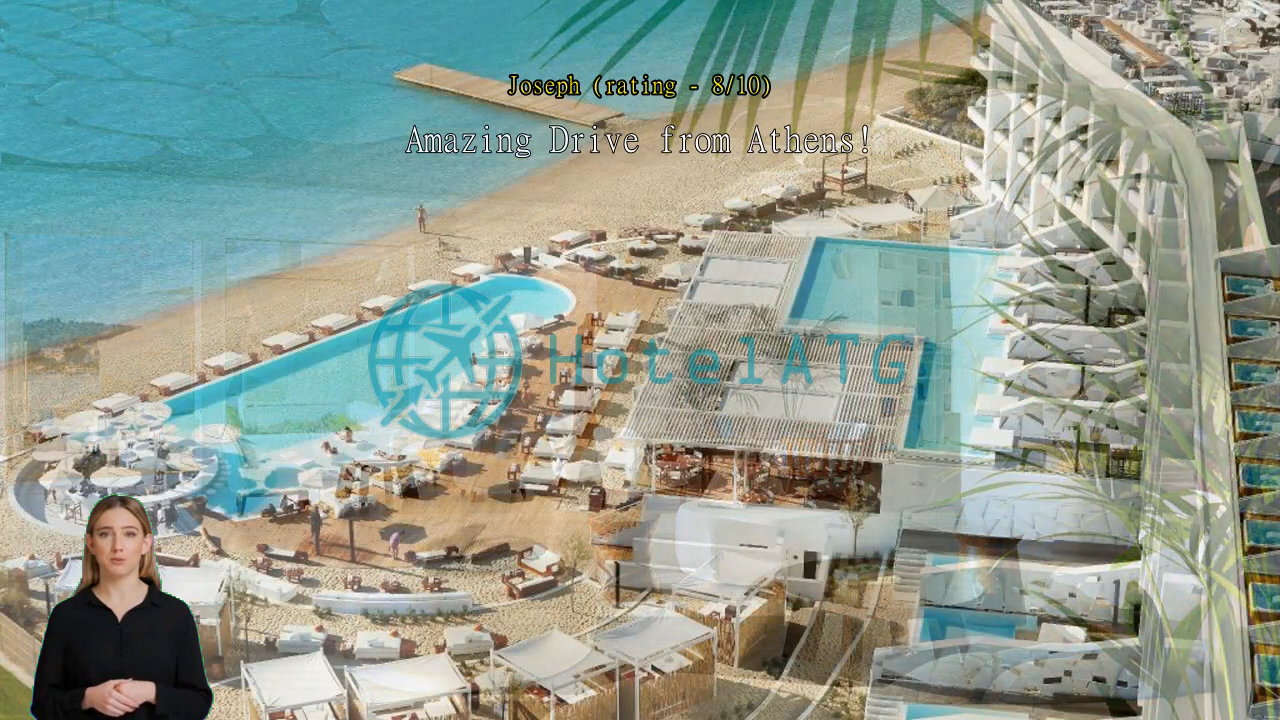 Joseph (rating - 8/10)
Amazing Drive from Athens!
HotelATG